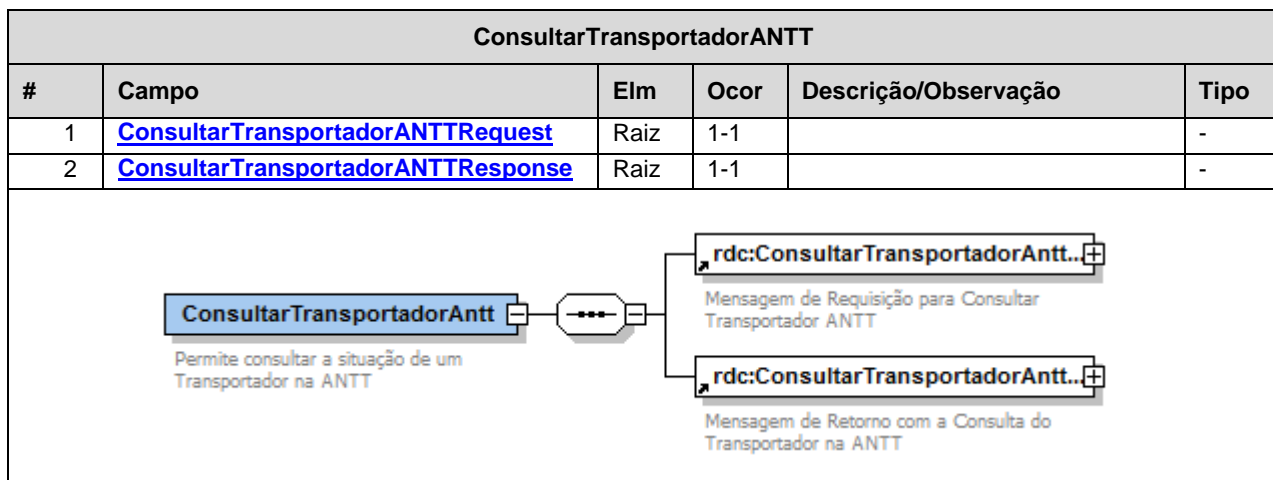 ConsultarTransportadorANTT
# Campo Elm Ocor Descrição/Observação Tipo
1 ConsultarTransportadorANTTRequest Raiz 1-1 -
2 ConsultarTransportadorANTTResponse Raiz 1-1 -
rdc:ConsultarTransportadorAntt...
Mensagem de Requisição para Consultar
Transportador ANTT
ConsultarTransportadorAntt
Permite consultar a situação de um
Transportador na ANTT
rdc:ConsultarTransportadorAntt...
Mensagem de Retorno com a Consulta do
Transportador na ANTT